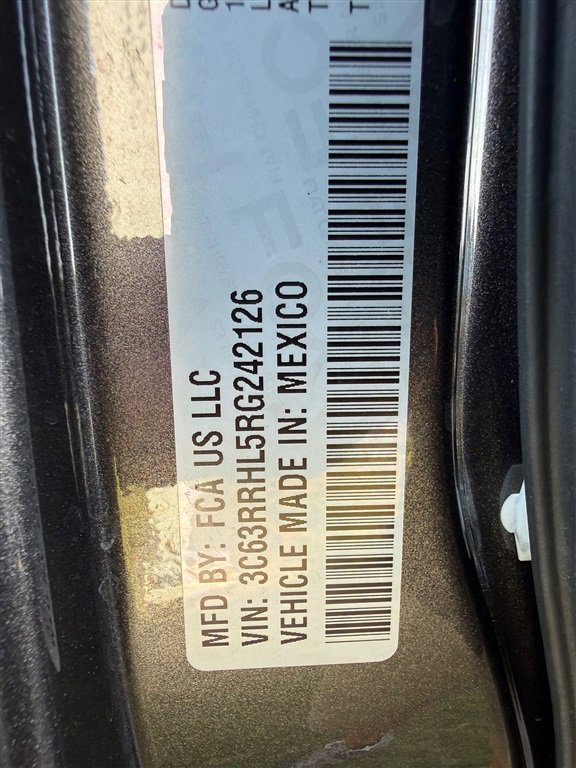 MFD BY: FCA US LLC
VIN: 3C63RRHL5RG242126
VEHICLE MADE IN: MEXICO